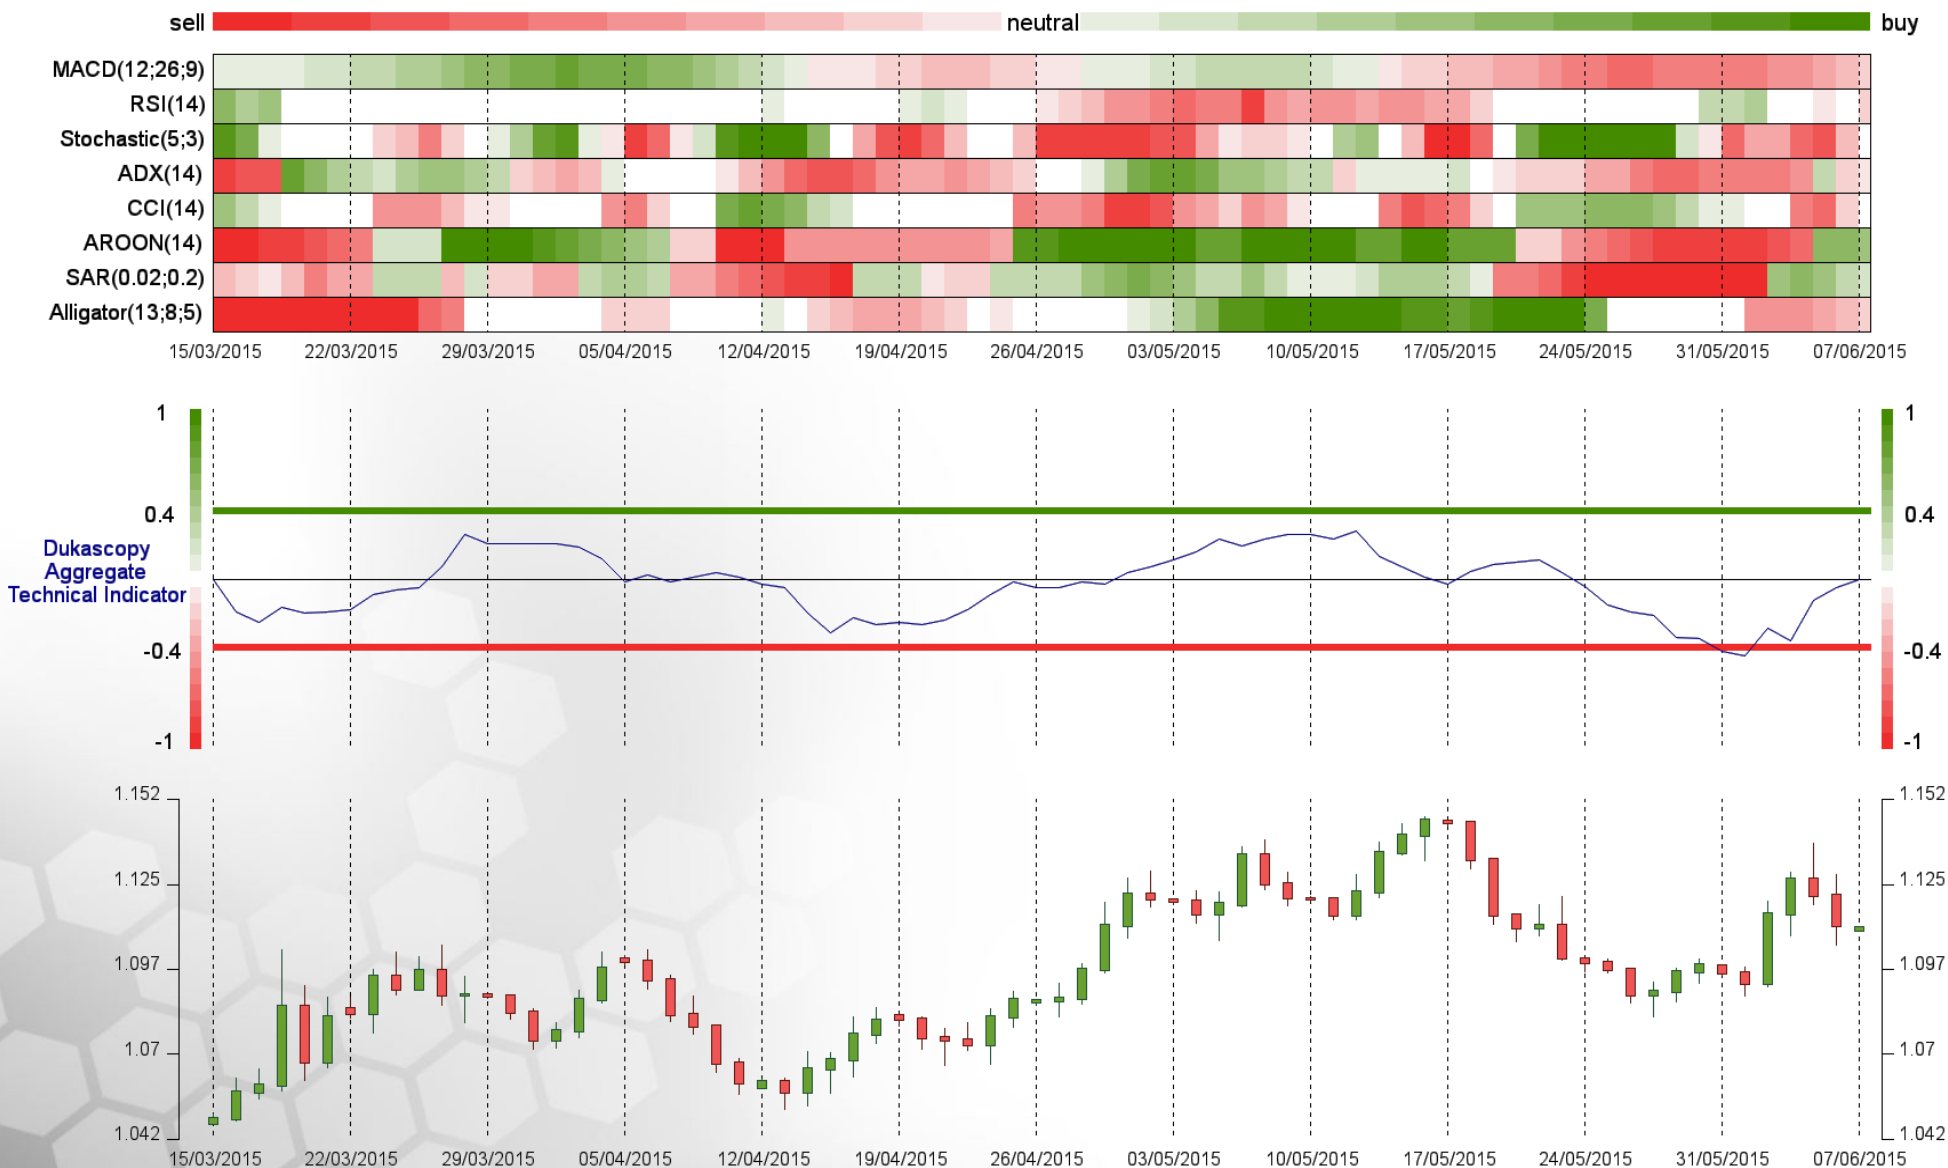 sell neutral buy
MACD(12;26;9)
RSI(14)
Stochastic(5;3)
ADX(14)
CCI(14)
AROON(14)
SAR(0.02;0.2)
Alligator(13;8;5)
15/03/2015 22/03/2015 29/03/2015 05/04/2015 12/04/2015 19/04/2015 26/04/2015 03/05/2015 10/05/2015 17/05/2015 24/05/2015 31/05/2015 07/06/2015
1 1
0.4 0.4
Dukascopy
Aggregate
Technical Indicator
-0.4 -0.4
-1 -1
1.152 1.152
1.125 1.125
1.097 1.097
1.07 1.07
1.042 1.042
15/03/2015 22/03/2015 29/03/2015 05/04/2015 12/04/2015 19/04/2015 26/04/2015 03/05/2015 10/05/2015 17/05/2015 24/05/2015 31/05/2015 07/06/2015